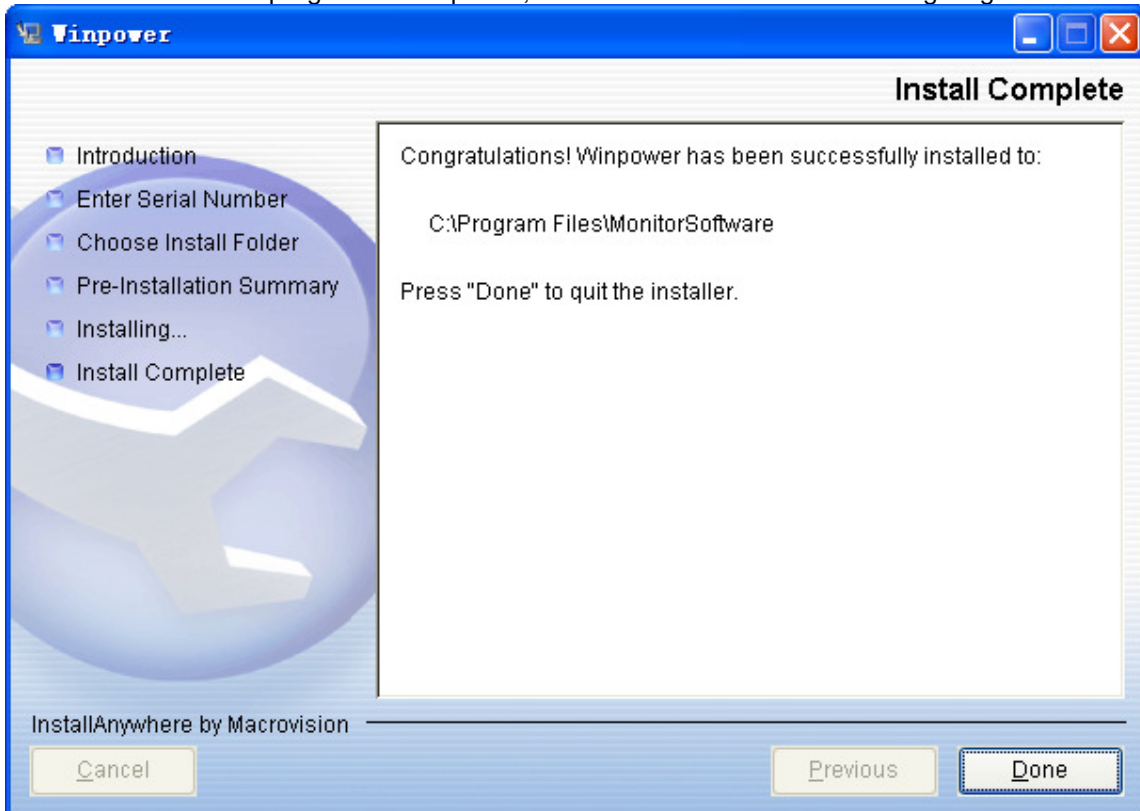 Winpower
Install Complete
Introduction
Enter Serial Number
Choose Install Folder
Pre-Installation Summary
Installing...
Install Complete
Congratulations! Winpower has been successfully installed to:
C:\Program Files\MonitorSoftware
Press "Done" to quit the installer.
InstallAnywhere by Macrovision
Cancel
Previous
Done